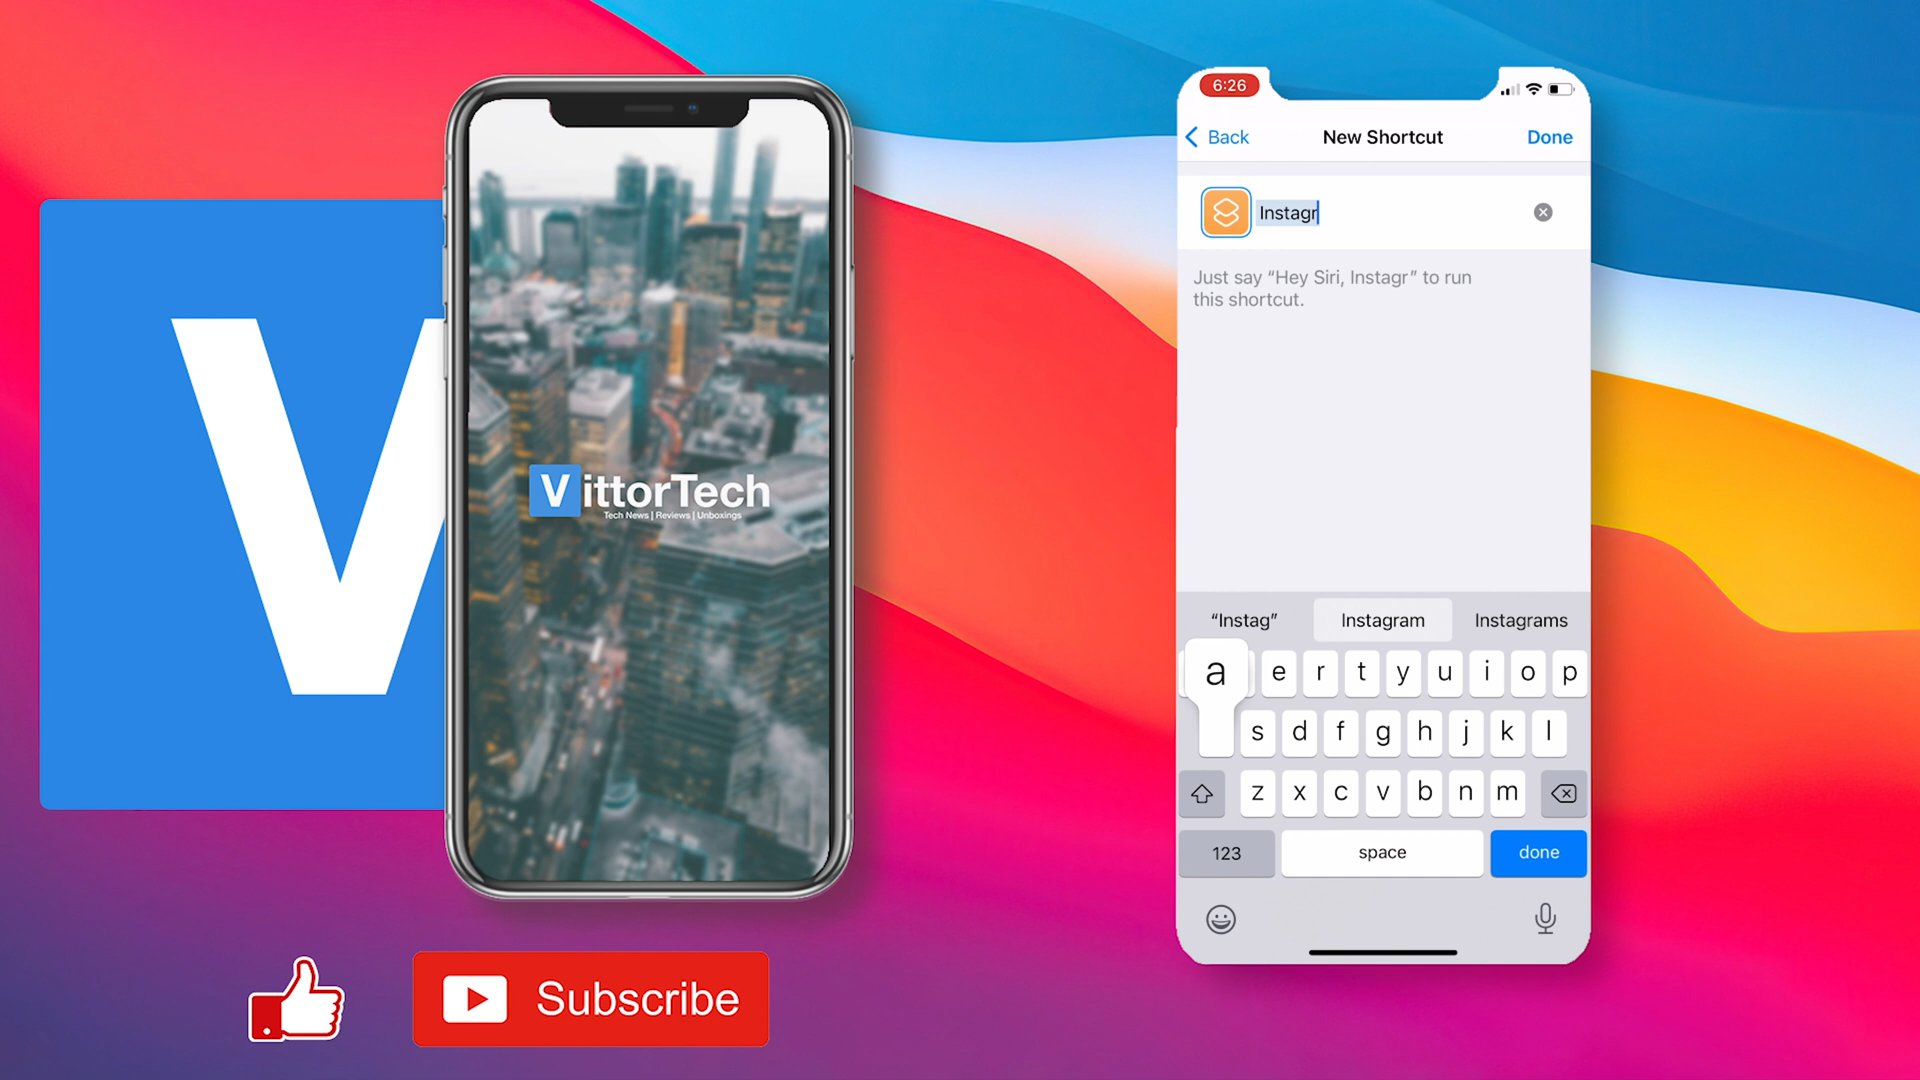 V
VittorTech
Tech News | Reviews | Unboxings
Subscribe
6:26
Back
New Shortcut
Done
Instagr
Just say “Hey Siri, Instagr” to run
this shortcut.
“Instag”
Instagram
Instagrams
a e r t y u i o p
s d f g h j k l
z x c v b n m
123
space
done